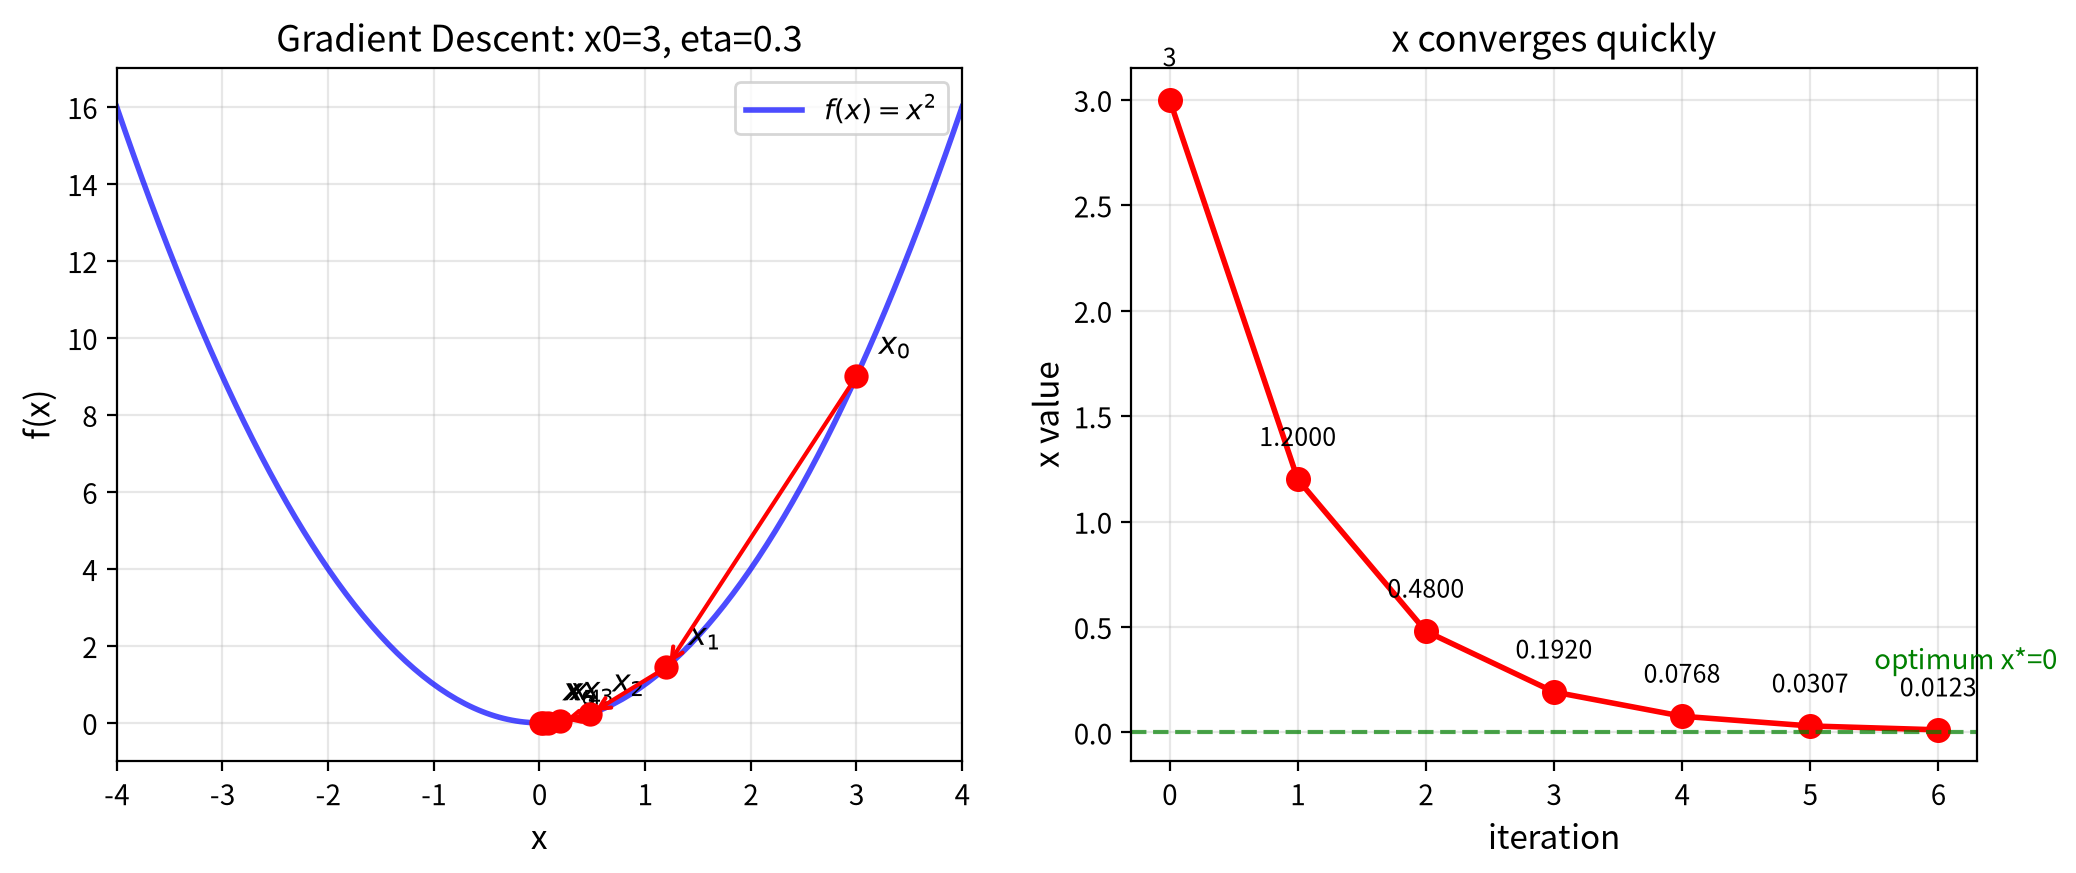 Gradient Descent: x0=3, eta=0.3
f(x) = x²
16
14
12
10
8
6
4
2
0
f(x)
x₀
x₁
x₂
-4 -3 -2 -1 0 1 2 3 4
x
x converges quickly
3
3.0
2.5
2.0
1.5
1.0
0.5
0.0
x value
1.2000
0.4800
0.1920
0.0768
0.0307
0.0123
optimum x*=0
0 1 2 3 4 5 6
iteration